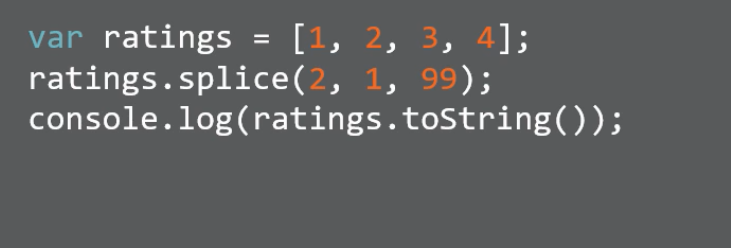 var ratings = [1, 2, 3, 4];
ratings.splice(2, 1, 99);
console.log(ratings.toString());